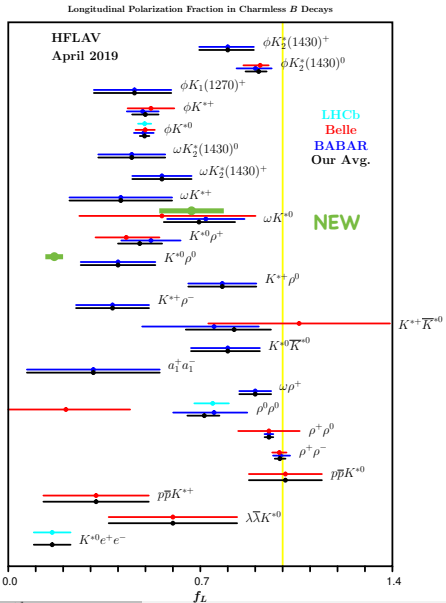 Longitudinal Polarization Fraction in Charmless B Decays
HFLAV
April 2019
ϕK₂*(1430)⁺
ϕK₂*(1430)⁰
ϕK₁(1270)⁺
ϕK*⁺
ϕK*⁰
LHCb
Belle
BABAR
Our Avg.
ωK₂*(1430)⁰
ωK₂*(1430)⁺
ωK*⁺
ωK*⁰
NEW
K*⁰ρ⁺
K*⁰ρ⁰
K*⁺ρ⁰
K*⁺ρ⁻
K*⁺K̅*⁰
K*⁰K̅*⁰
a₁⁺a₁⁻
ωρ⁺
ρ⁰ρ⁰
ρ⁺ρ⁰
ρ⁺ρ⁻
pp̅K*⁰
pp̅K*⁺
λλ̅K*⁰
K*⁰e⁺e⁻
0.0 0.7 1.4
f_L